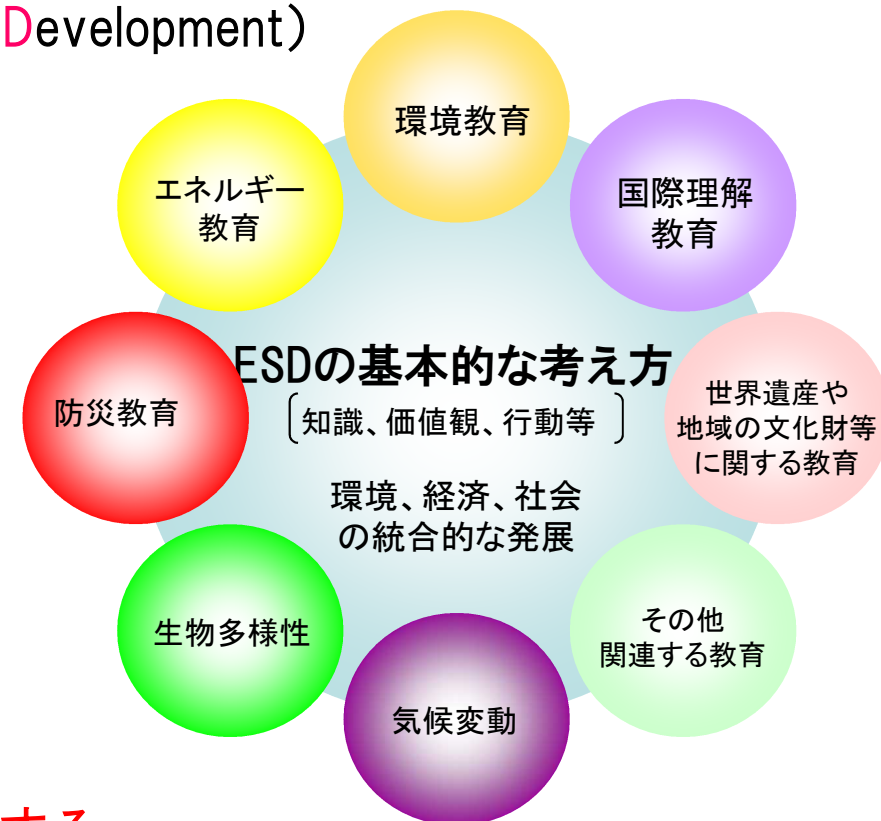 Development)
環境教育
エネルギー
教育
国際理解
教育
ESDの基本的な考え方
[知識、価値観、行動等]
防災教育
世界遺産や
地域の文化財等
に関する教育
環境、経済、社会
の統合的な発展
生物多様性
その他
関連する教育
気候変動
する